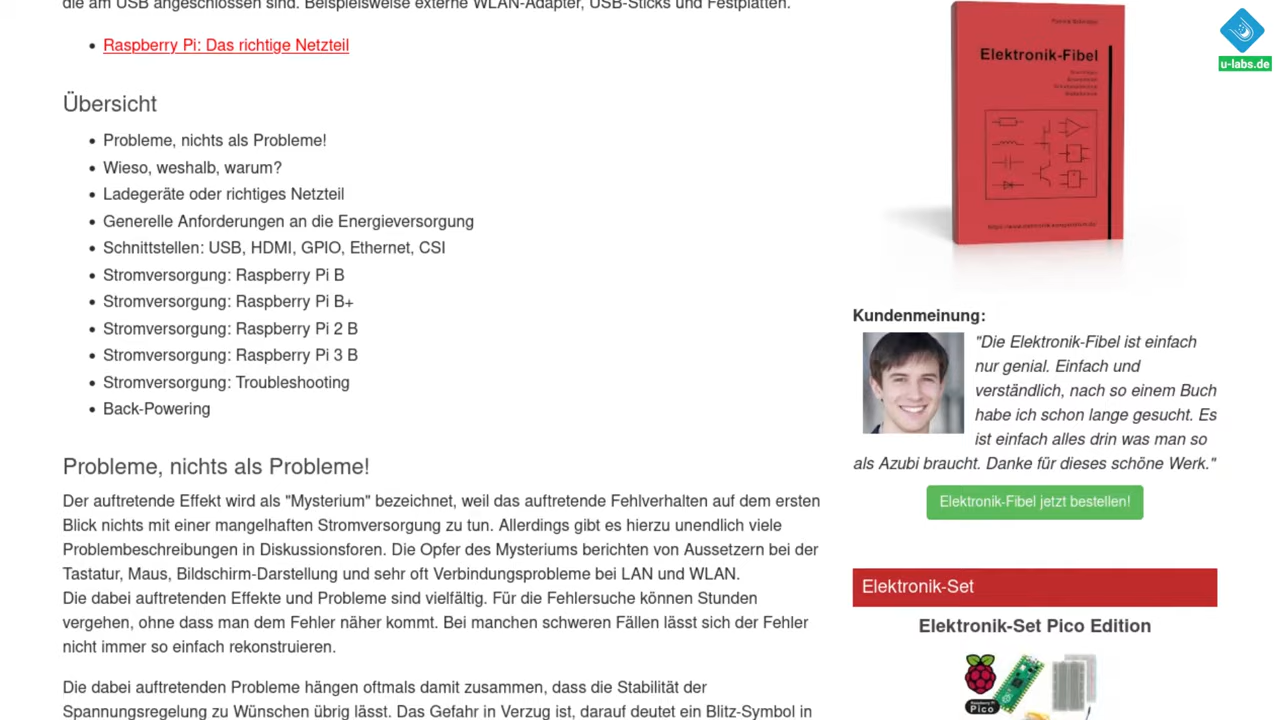 die am USB angeschlossen sind. Beispielsweise externe WLAN-Adapter, USB-Sticks und Festplatten.
Raspberry Pi: Das richtige Netzteil
Übersicht
Probleme, nichts als Probleme!
Wieso, weshalb, warum?
Ladegeräte oder richtiges Netzteil
Generelle Anforderungen an die Energieversorgung
Schnittstellen: USB, HDMI, GPIO, Ethernet, CSI
Stromversorgung: Raspberry Pi B
Stromversorgung: Raspberry Pi B+
Stromversorgung: Raspberry Pi 2 B
Stromversorgung: Raspberry Pi 3 B
Stromversorgung: Troubleshooting
Back-Powering
Probleme, nichts als Probleme!
Der auftretende Effekt wird als "Mysterium" bezeichnet, weil das auftretende Fehlverhalten auf dem ersten
Blick nichts mit einer mangelhaften Stromversorgung zu tun. Allerdings gibt es hierzu unendlich viele
Problembeschreibungen in Diskussionsforen. Die Opfer des Mysteriums berichten von Aussetzern bei der
Tastatur, Maus, Bildschirm-Darstellung und sehr oft Verbindungsprobleme bei LAN und WLAN.
Die dabei auftretenden Effekte und Probleme sind vielfältig. Für die Fehlersuche können Stunden
vergehen, ohne dass man dem Fehler näher kommt. Bei manchen schweren Fällen lässt sich der Fehler
nicht immer so einfach rekonstruieren.
Die dabei auftretenden Probleme hängen oftmals damit zusammen, dass die Stabilität der
Spannungsregelung zu Wünschen übrig lässt. Das Gefahr in Verzug ist, darauf deutet ein Blitz-Symbol in
Elektronik-Fibel
Kundenmeinung:
"Die Elektronik-Fibel ist einfach
nur genial. Einfach und
verständlich, nach so einem Buch
habe ich schon lange gesucht. Es
ist einfach alles drin was man so
als Azubi braucht. Danke für dieses schöne Werk."
Elektronik-Fibel jetzt bestellen!
Elektronik-Set
Elektronik-Set Pico Edition
Raspberry Pi
Pico
u-labs.de